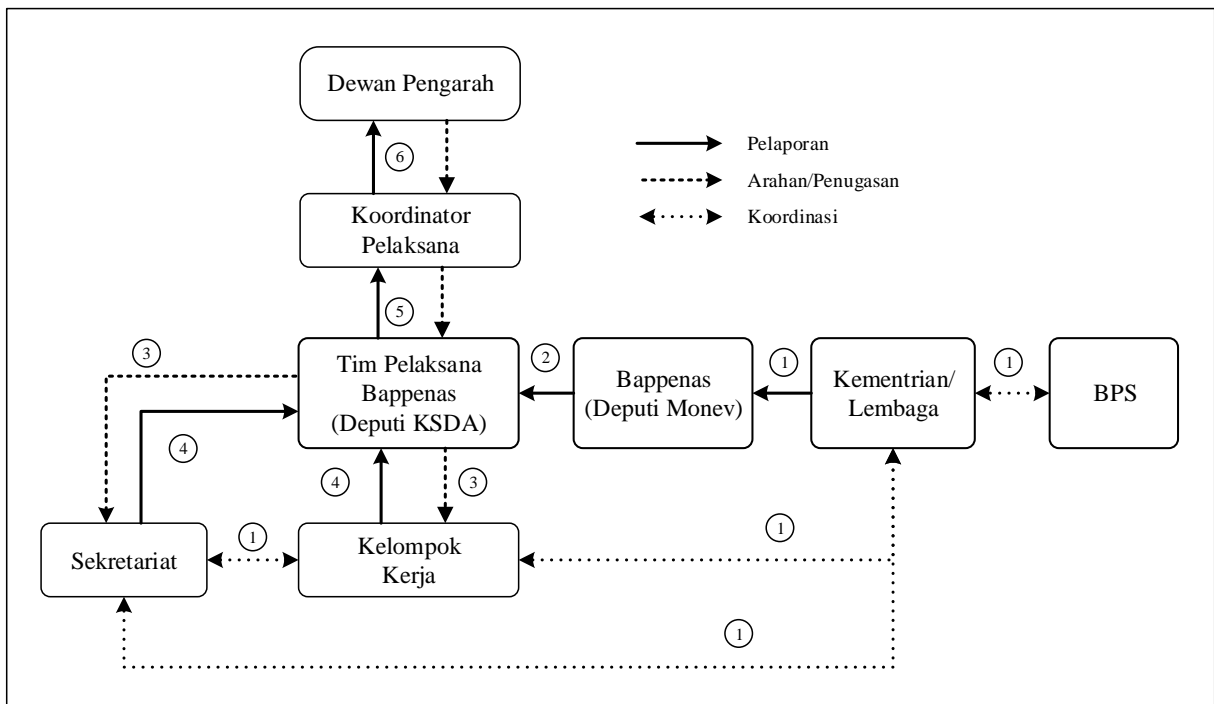 Dewan Pengarah
6
Pelaporan
Arahan/Penugasan
Koordinasi
Koordinator
Pelaksana
5
3
Tim Pelaksana
Bappenas
(Deputi KSDA)
2
Bappenas
(Deputi Monev)
1
Kementrian/
Lembaga
1
BPS
4
4
3
Sekretariat
1
Kelompok
Kerja
1
1